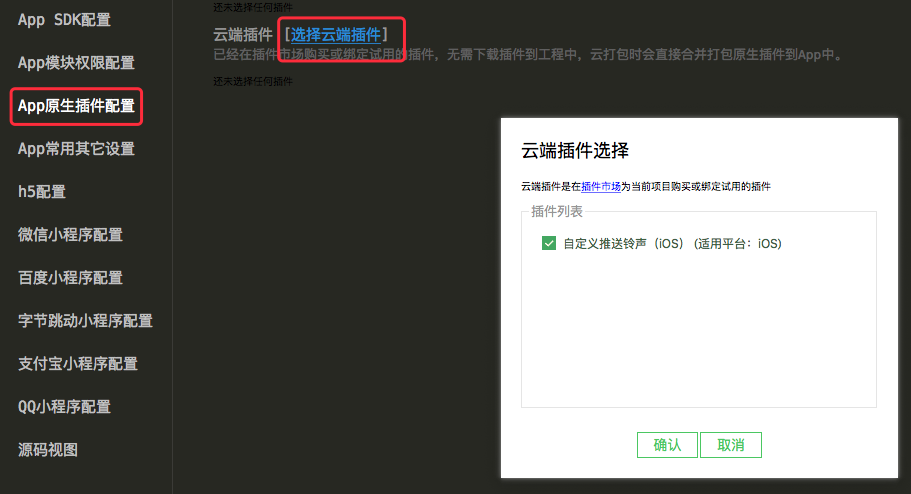 App SDK配置
App模块权限配置
App原生插件配置
App常用其它设置
h5配置
微信小程序配置
百度小程序配置
字节跳动小程序配置
支付宝小程序配置
QQ小程序配置
源码视图
还未选择任何插件
云端插件 [选择云端插件]
已经在插件市场购买或绑定试用的插件，无需下载插件到工程中，云打包时会直接合并打包原生插件到App中。
还未选择任何插件
云端插件选择
云端插件是在插件市场为当前项目购买或绑定试用的插件
插件列表
自定义推送铃声（iOS） (适用平台：iOS)
确认 取消